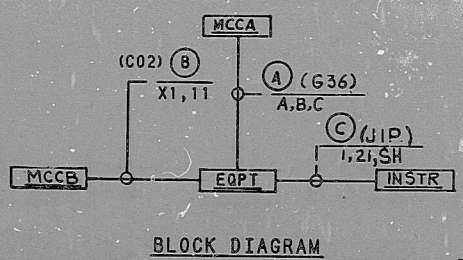 MCCA
(CO2) B
X1, 11
A (G36)
A,B,C
C (JIP)
1, 21, SH
MCCB
EQPT
INSTR
BLOCK DIAGRAM